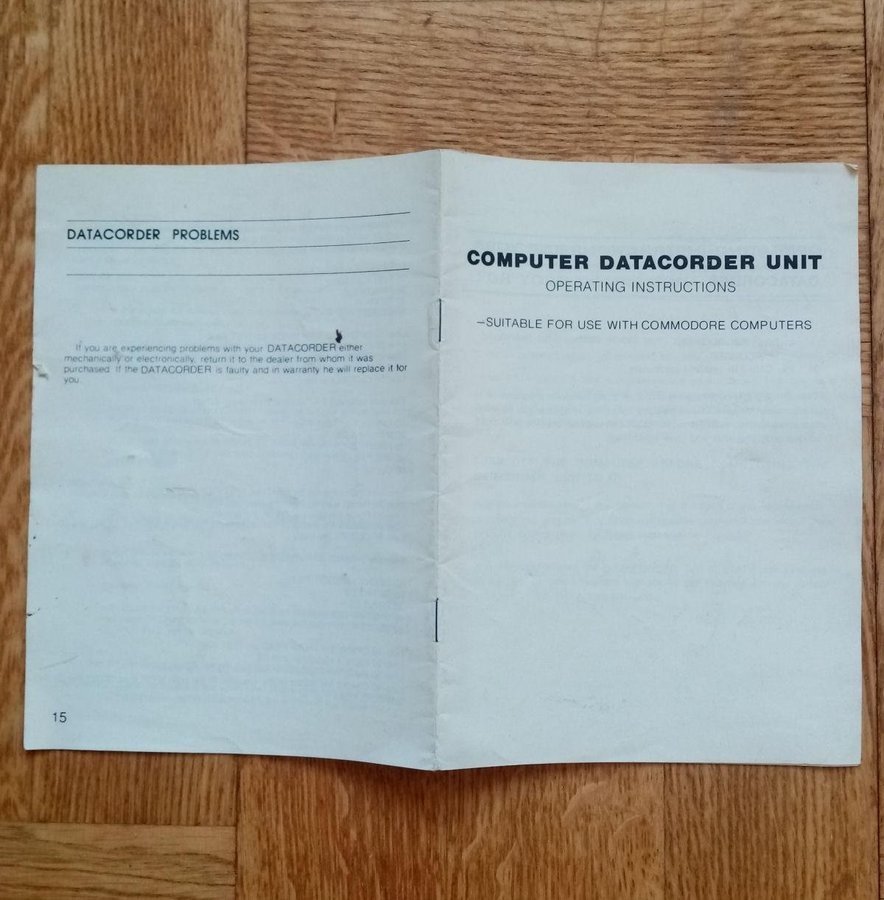 DATACORDER PROBLEMS
If you are experiencing problems with your DATACORDER either
mechanically or electronically, return it to the dealer from whom it was
purchased. If the DATACORDER is faulty and in warranty he will replace it for
you.
15
COMPUTER DATACORDER UNIT
OPERATING INSTRUCTIONS
—SUITABLE FOR USE WITH COMMODORE COMPUTERS